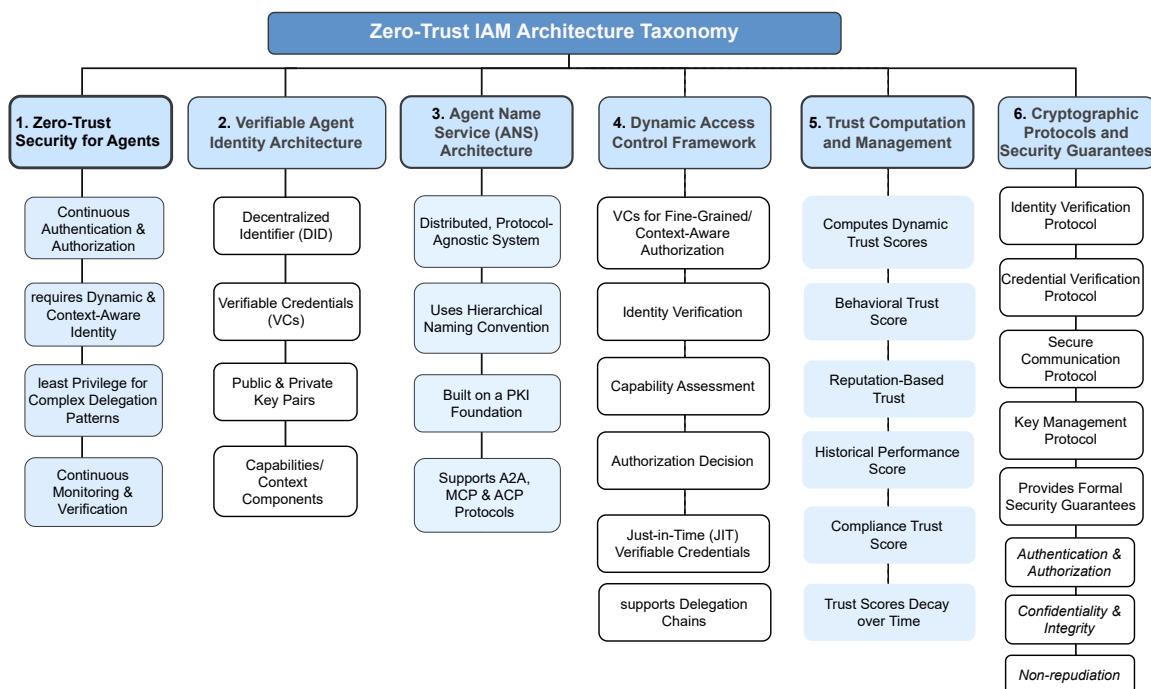 Zero-Trust IAM Architecture Taxonomy
1. Zero-Trust
Security for Agents
Continuous
Authentication &
Authorization
requires Dynamic &
Context-Aware
Identity
least Privilege for
Complex Delegation
Patterns
Continuous
Monitoring &
Verification
2. Verifiable Agent
Identity Architecture
Decentralized
Identifier (DID)
Verifiable Credentials
(VCs)
Public & Private
Key Pairs
Capabilities/
Context
Components
3. Agent Name
Service (ANS)
Architecture
Distributed, Protocol-
Agnostic System
Uses Hierarchical
Naming Convention
Built on a PKI
Foundation
Supports A2A,
MCP & ACP
Protocols
4. Dynamic Access
Control Framework
VCs for Fine-Grained/
Context-Aware
Authorization
Identity Verification
Capability Assessment
Authorization Decision
Just-in-Time (JIT)
Verifiable Credentials
supports Delegation
Chains
5. Trust Computation
and Management
Computes Dynamic
Trust Scores
Behavioral Trust
Score
Reputation-Based
Trust
Historical Performance
Score
Compliance Trust
Score
Trust Scores Decay
over Time
6. Cryptographic
Protocols and
Security Guarantees
Identity Verification
Protocol
Credential Verification
Protocol
Secure
Communication
Protocol
Key Management
Protocol
Provides Formal
Security Guarantees
Authentication &
Authorization
Confidentiality &
Integrity
Non-repudiation